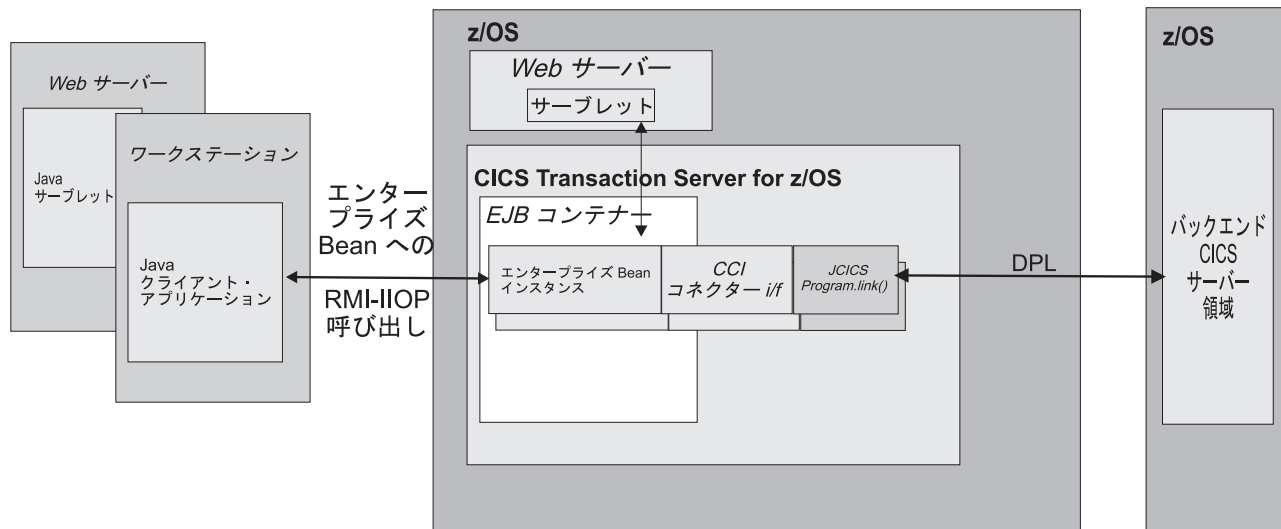 Web サーバー
Java
サーブレット
ワークステーション
Java
クライアント・
アプリケーション
エンター
プライズ
Bean への
RMI-IIOP
呼び出し
z/OS
Web サーバー
サーブレット
CICS Transaction Server for z/OS
EJB コンテナー
エンタープライズ Bean
インスタンス
CCI
コネクター i/f
JCICS
Program.link()
DPL
z/OS
バックエンド
CICS
サーバー
領域